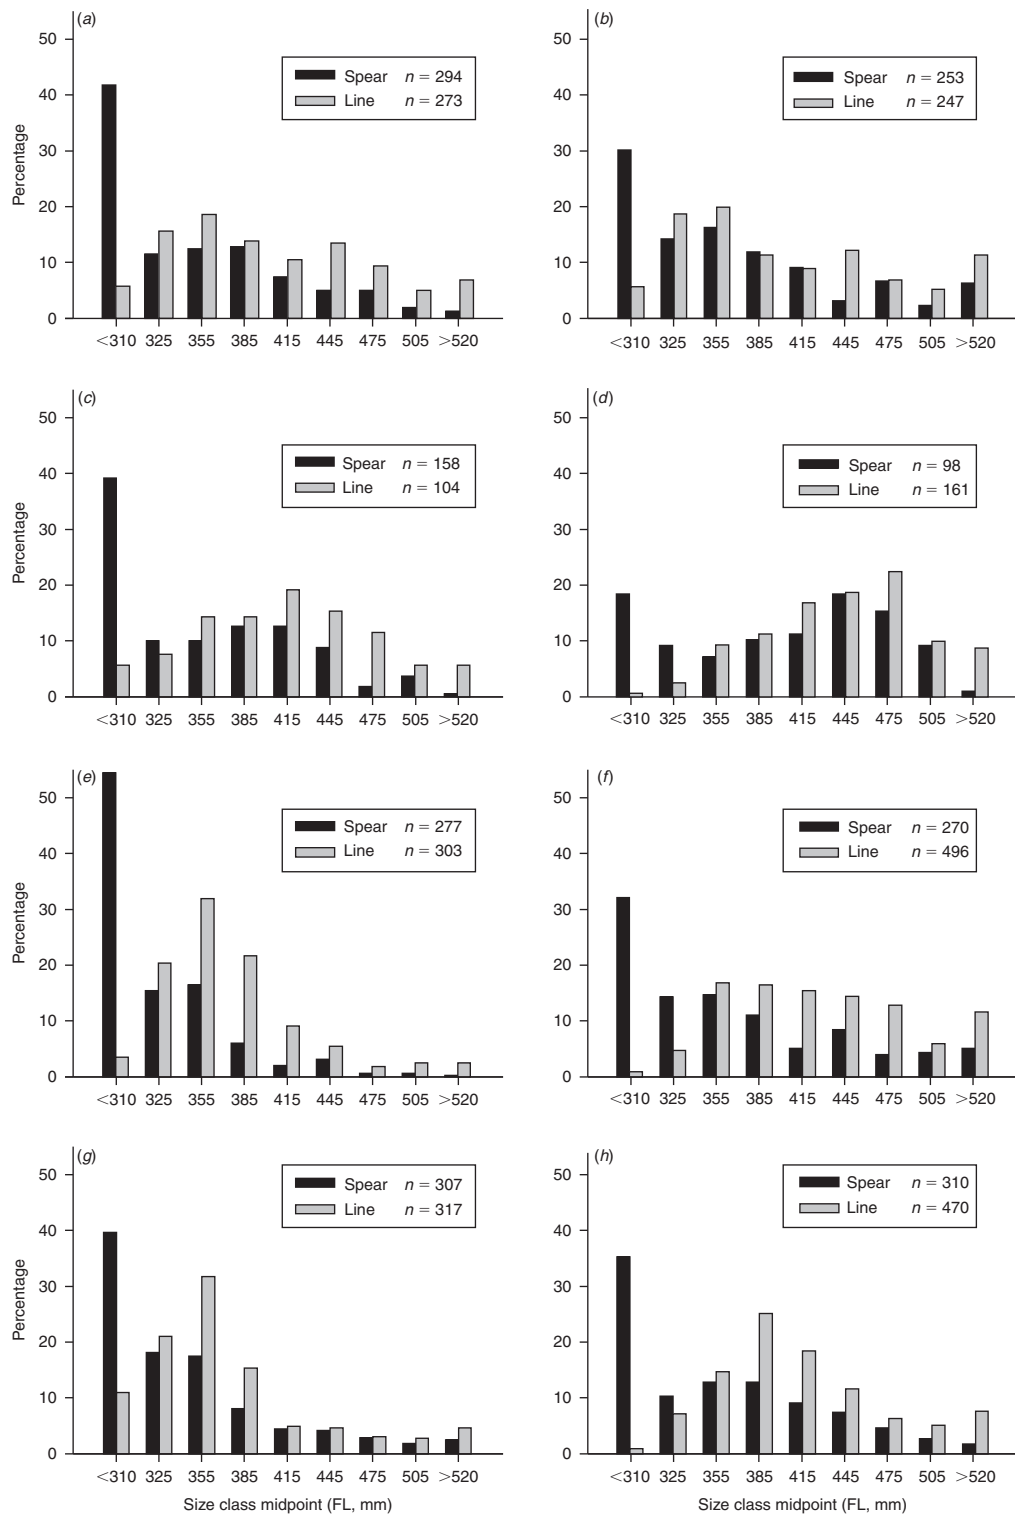 (a)
50
40
30
20
10
0
Percentage
Spear n = 294
Line n = 273
<310 325 355 385 415 445 475 505 >520
(b)
50
40
30
20
10
0
Spear n = 253
Line n = 247
<310 325 355 385 415 445 475 505 >520
(c)
50
40
30
20
10
0
Percentage
Spear n = 158
Line n = 104
<310 325 355 385 415 445 475 505 >520
(d)
50
40
30
20
10
0
Spear n = 98
Line n = 161
<310 325 355 385 415 445 475 505 >520
(e)
50
40
30
20
10
0
Percentage
Spear n = 277
Line n = 303
<310 325 355 385 415 445 475 505 >520
(f)
50
40
30
20
10
0
Spear n = 270
Line n = 496
<310 325 355 385 415 445 475 505 >520
(g)
50
40
30
20
10
0
Percentage
Spear n = 307
Line n = 317
<310 325 355 385 415 445 475 505 >520
Size class midpoint (FL, mm)
(h)
50
40
30
20
10
0
Spear n = 310
Line n = 470
<310 325 355 385 415 445 475 505 >520
Size class midpoint (FL, mm)